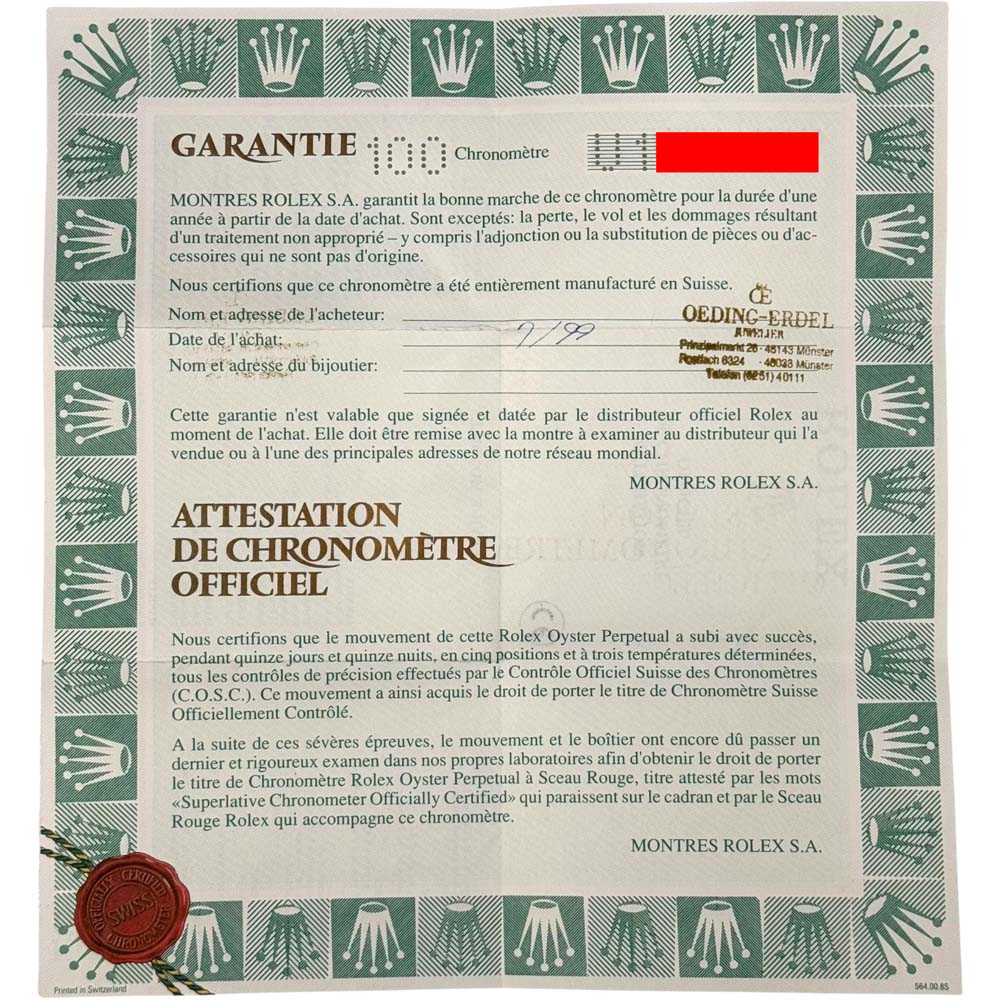 GARANTIE 100 Chronomètre
MONTRES ROLEX S.A. garantit la bonne marche de ce chronomètre pour la durée d'une
année à partir de la date d'achat. Sont exceptés: la perte, le vol et les dommages résultant
d'un traitement non approprié – y compris l'adjonction ou la substitution de pièces ou d'ac-
cessoires qui ne sont pas d'origine.
Nous certifions que ce chronomètre a été entièrement manufacturé en Suisse.
Nom et adresse de l'acheteur:
Date de l'achat: 7/99
Nom et adresse du bijoutier:
OE
OEDING-ERDEL
JUWELIER
Prinzipalmarkt 26 - 48143 Münster
Postfach 6324 - 48033 Münster
Telefon (0251) 40111
Cette garantie n'est valable que signée et datée par le distributeur officiel Rolex au
moment de l'achat. Elle doit être remise avec la montre à examiner au distributeur qui l'a
vendue ou à l'une des principales adresses de notre réseau mondial.
MONTRES ROLEX S.A.
ATTESTATION
DE CHRONOMÈTRE
OFFICIEL
Nous certifions que le mouvement de cette Rolex Oyster Perpetual a subi avec succès,
pendant quinze jours et quinze nuits, en cinq positions et à trois températures déterminées,
tous les contrôles de précision effectués par le Contrôle Officiel Suisse des Chronomètres
(C.O.S.C.). Ce mouvement a ainsi acquis le droit de porter le titre de Chronomètre Suisse
Officiellement Contrôlé.
A la suite de ces sévères épreuves, le mouvement et le boîtier ont encore dû passer un
dernier et rigoureux examen dans nos propres laboratoires afin d'obtenir le droit de porter
le titre de Chronomètre Rolex Oyster Perpetual à Sceau Rouge, titre attesté par les mots
«Superlative Chronometer Officially Certified» qui paraissent sur le cadran et par le Sceau
Rouge Rolex qui accompagne ce chronomètre.
MONTRES ROLEX S.A.
OFFICIALLY CERTIFIED
SWISS
CHRONOMETER
Printed in Switzerland
564.00.8S